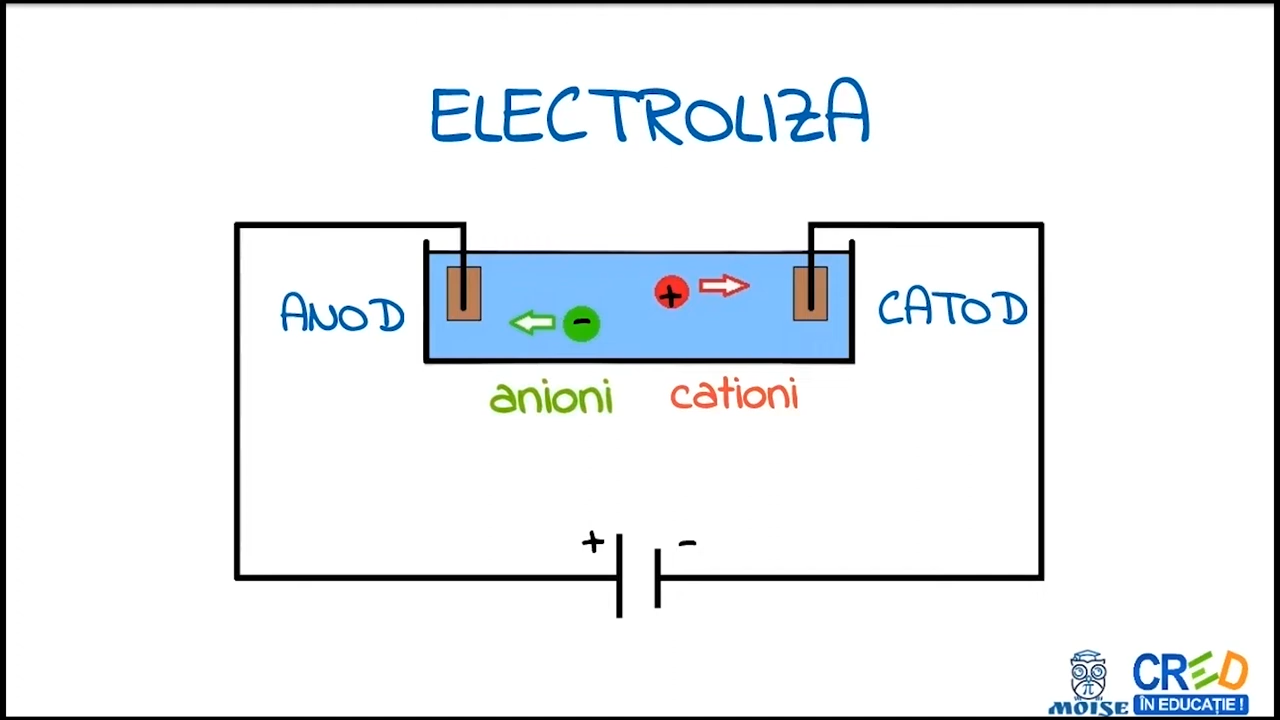 ELECTROLIZA
ANOD
CATOD
-
+
anioni
cationi
+
-
MOISE
CRED
ÎN EDUCAȚIE !
π